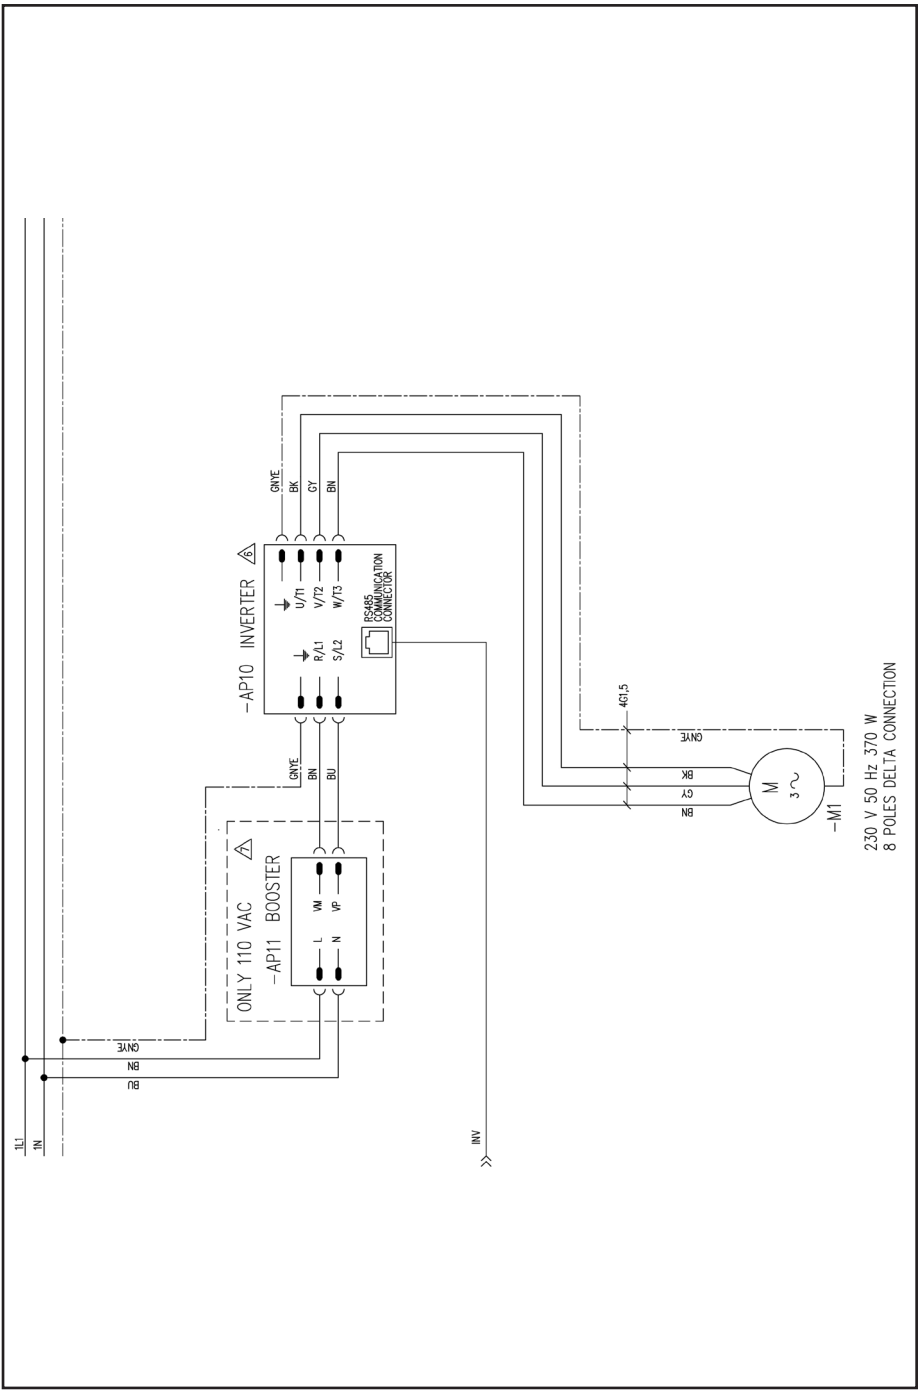 1L1
1N
BU
BN
GNYE
ONLY 110 VAC
7
-AP11 BOOSTER
L
VM
N
VP
GNYE
BN
BU
-AP10 INVERTER
6
R/L1
S/L2
U/T1
V/T2
W/T3
RS485
COMMUNICATION
CONNECTOR
GNYE
BK
GY
BN
INV
4G1,5
GNYE
BK
GY
BN
M
3
-M1
230 V 50 Hz 370 W
8 POLES DELTA CONNECTION